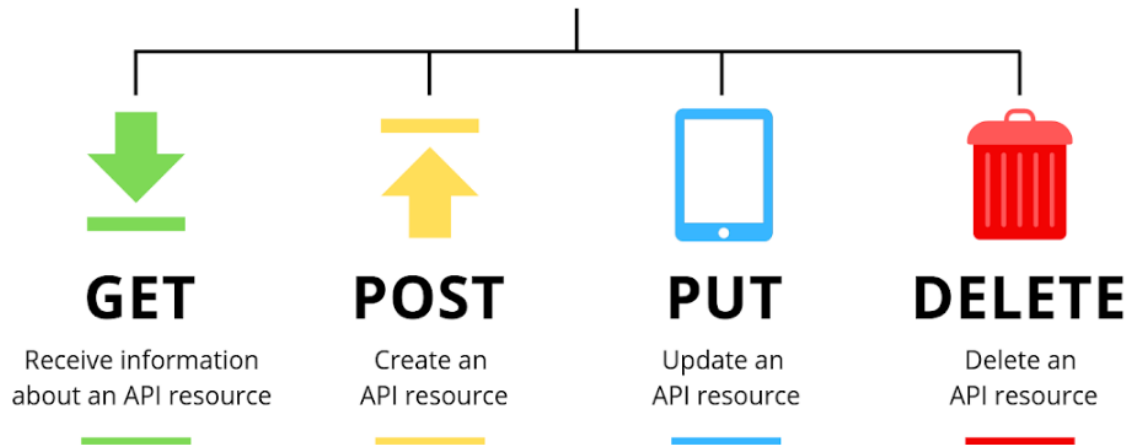 GET
Receive information
about an API resource
POST
Create an
API resource
PUT
Update an
API resource
DELETE
Delete an
API resource